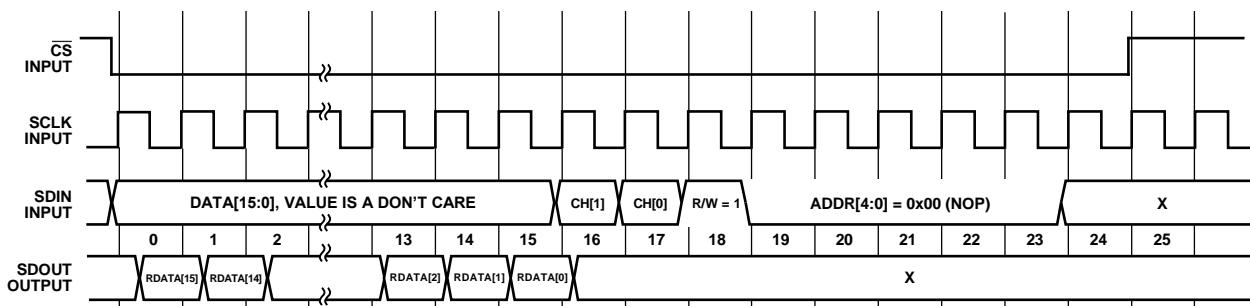 CS
INPUT
SCLK
INPUT
SDIN
INPUT
DATA[15:0], VALUE IS A DON'T CARE
CH[1]
CH[0]
R/W = 1
ADDR[4:0] = 0x00 (NOP)
X
0 1 2 13 14 15 16 17 18 19 20 21 22 23 24 25
SDOUT
OUTPUT
RDATA[15]
RDATA[14]
RDATA[2]
RDATA[1]
RDATA[0]
X